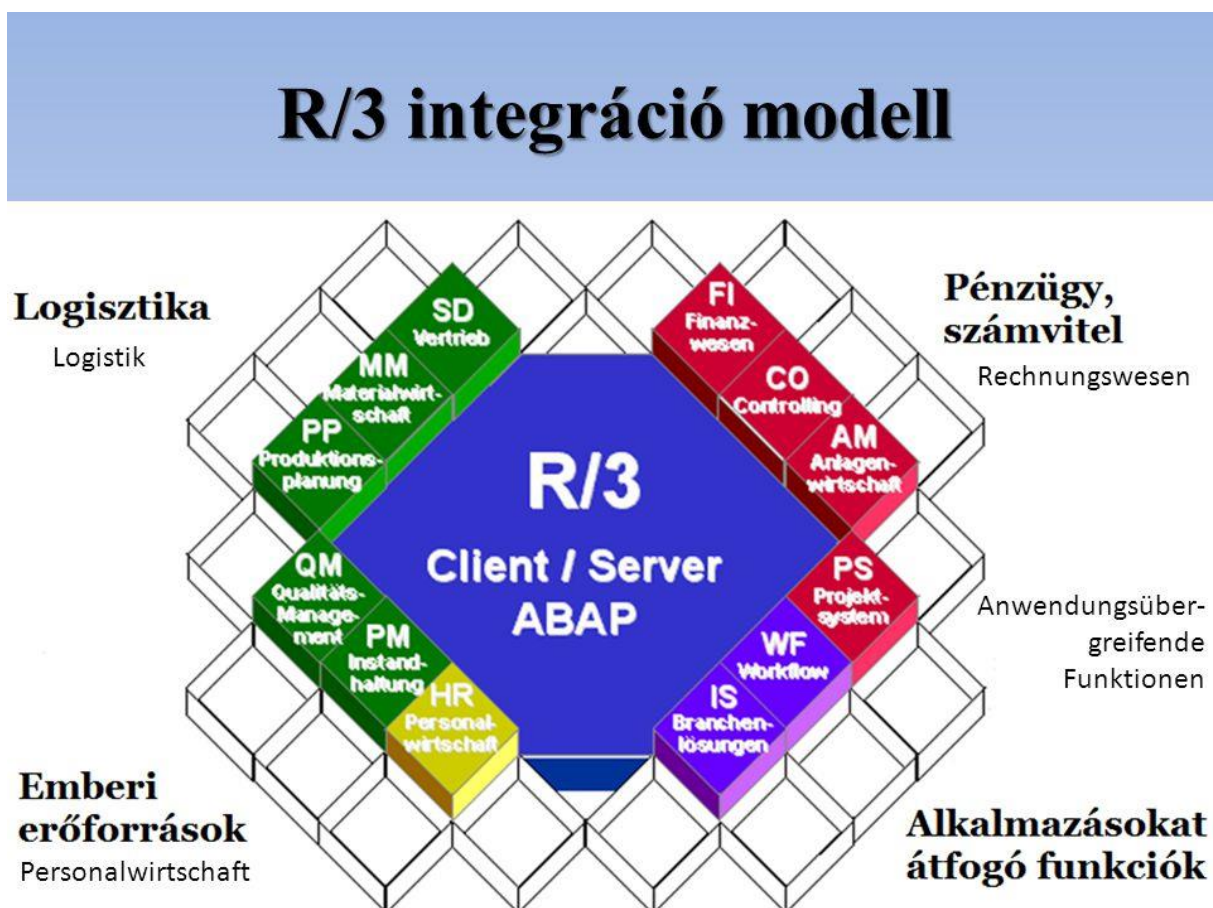 R/3 integráció modell
Logisztika
Logistik
SD
Vertrieb
MM
Materialwirt-
schaft
PP
Produktions-
planung
QM
Qualitäts-
Manage-
ment
PM
Instand-
haltung
HR
Personal-
wirtschaft
R/3
Client / Server
ABAP
FI
Finanz-
wesen
CO
Controlling
AM
Anlagen-
wirtschaft
PS
Projekt-
system
WF
Workflow
IS
Branchen-
lösungen
Pénzügy,
számvitel
Rechnungswesen
Anwendungsüber-
greifende
Funktionen
Emberi
erőforrások
Personalwirtschaft
Alkalmazásokat
átfogó funkciók